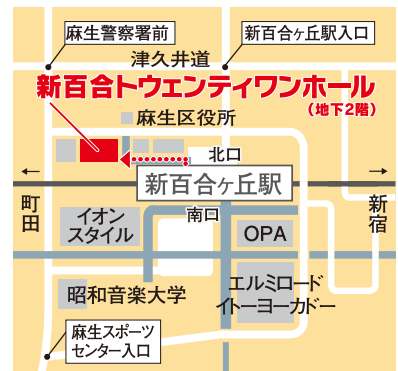 麻生警察署前
新百合ヶ丘駅入口
津久井道
新百合トウェンティワンホール
（地下2階）
麻生区役所
北口
←
→
新百合ヶ丘駅
町田
新宿
南口
イオン
スタイル
OPA
エルミロード
イトーヨーカドー
昭和音楽大学
麻生スポーツ
センター入口